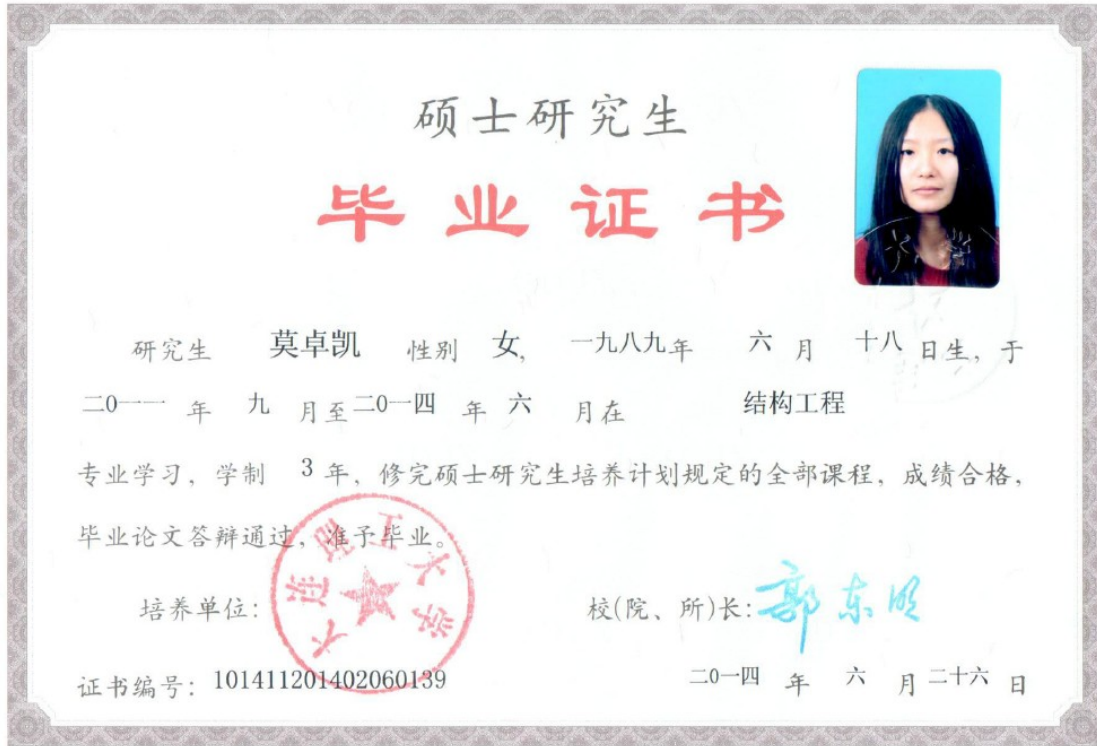 硕士研究生
毕业证书
研究生 莫卓凯 性别 女, 一九八九年 六 月 十八 日生, 于
二0一一 年 九 月至二0一四 年 六 月在 结构工程
专业学习, 学制 3 年, 修完硕士研究生培养计划规定的全部课程, 成绩合格,
毕业论文答辩通过, 准予毕业。
大连理工大学
培养单位: 校(院、所)长: 郭东明
证书编号: 101411201402060139 二0一四 年 六 月 二十六 日